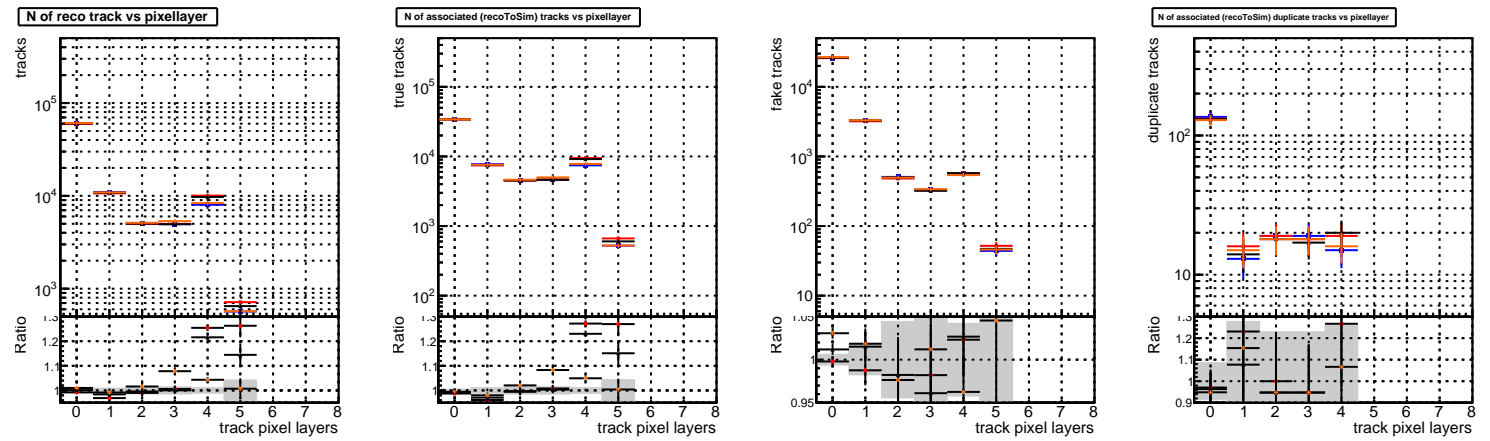 N of reco track vs pixellayer
tracks
10^5
10^4
10^3
Ratio
1.3
1.2
1.1
1
0 1 2 3 4 5 6 7 8
track pixel layers
N of associated (recoToSim) tracks vs pixellayer
true tracks
10^5
10^4
10^3
10^2
Ratio
1.3
1.2
1.1
1
0 1 2 3 4 5 6 7 8
track pixel layers
fake tracks
10^4
10^3
10^2
10
Ratio
1.05
1
0.95
0 1 2 3 4 5 6 7 8
track pixel layers
N of associated (recoToSim) duplicate tracks vs pixellayer
duplicate tracks
10^2
10
Ratio
1.3
1.2
1.1
1
0.9
0 1 2 3 4 5 6 7 8
track pixel layers